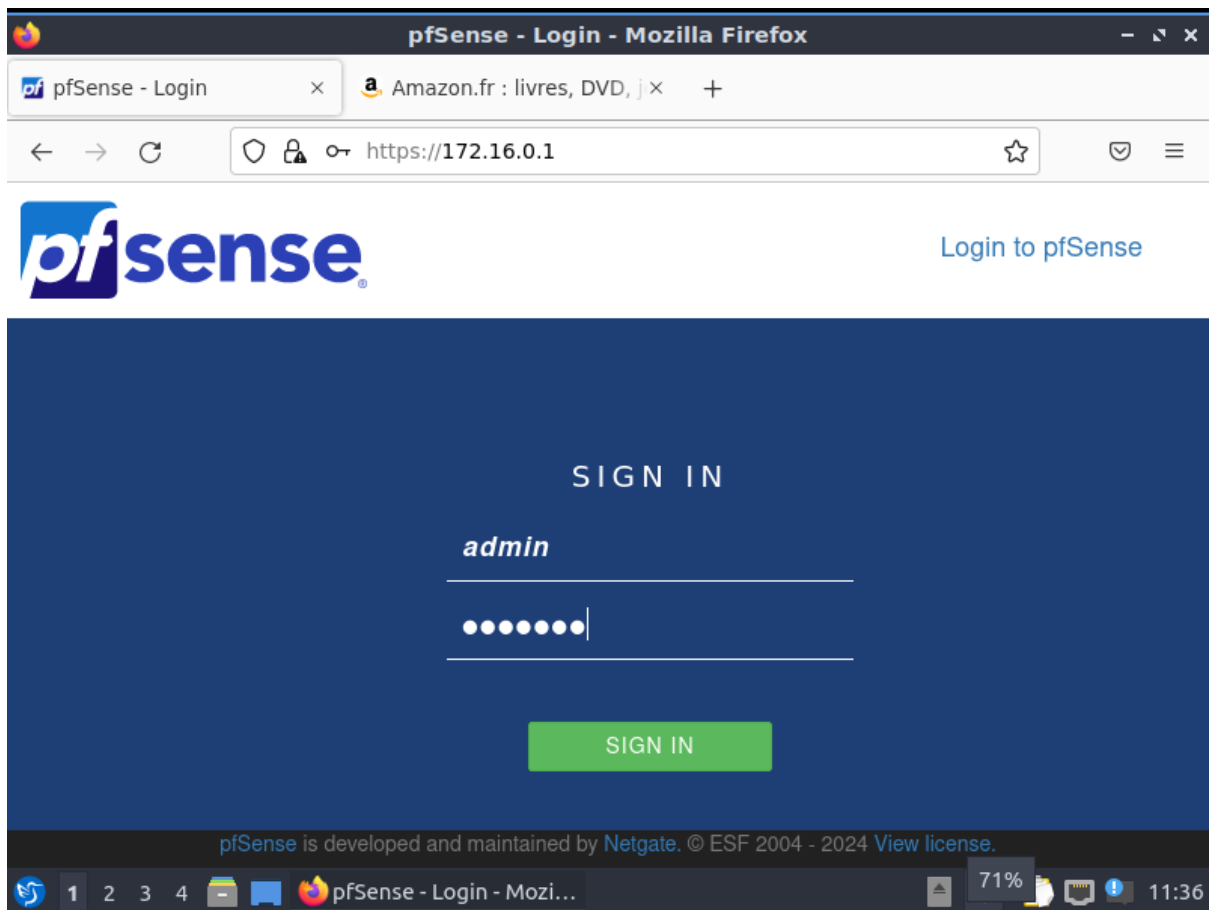 pfSense - Login - Mozilla Firefox
pfSense - Login
Amazon.fr : livres, DVD, j
https://172.16.0.1
pfsense
Login to pfSense
SIGN IN
admin
●●●●●●●
SIGN IN
pfSense is developed and maintained by Netgate. © ESF 2004 - 2024 View license.
1 2 3 4 pfSense - Login - Mozi... 71% 11:36